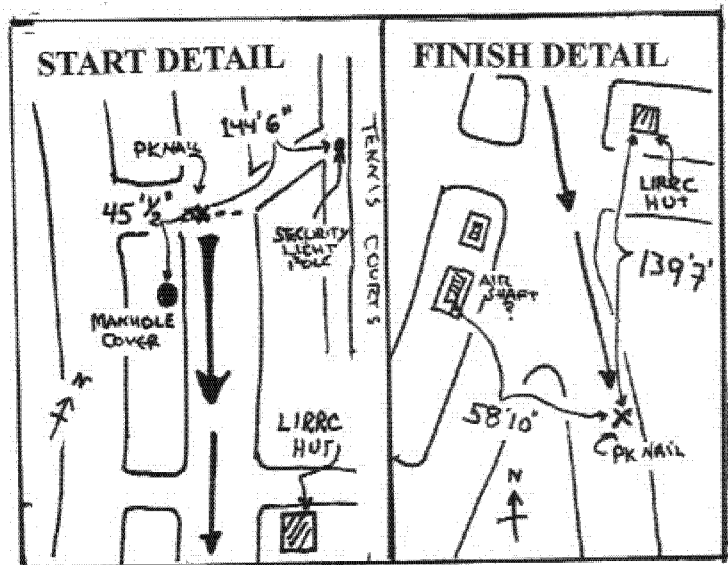 START DETAIL
144'6"
PK NAIL
45'½"
SECURITY
LIGHT
POLE
TENNIS COURTS
MANHOLE
COVER
N
LIRRC
HUT
FINISH DETAIL
LIRRC
HUT
139'7'
AIR
SHAFT
?
58'10"
PK NAIL
N